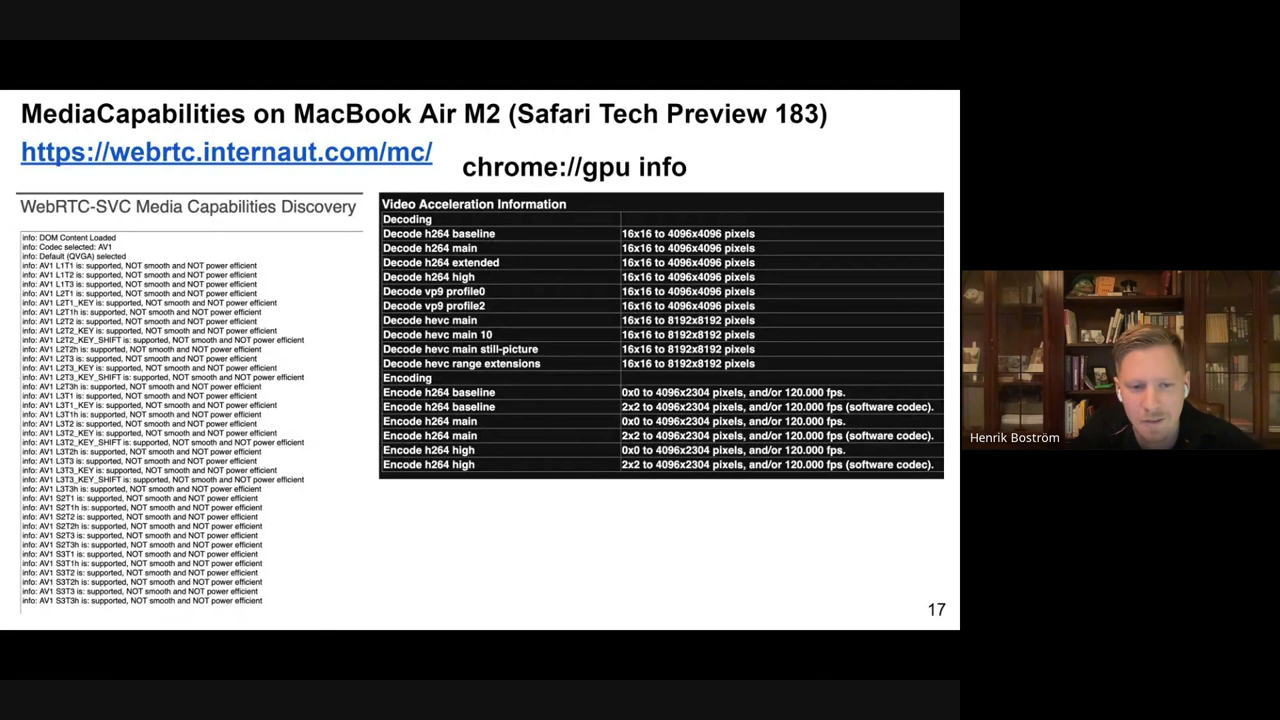 MediaCapabilities on MacBook Air M2 (Safari Tech Preview 183)
https://webrtc.internaut.com/mc/
chrome://gpu info
WebRTC-SVC Media Capabilities Discovery
info: DOM Content Loaded
info: Codec selected: AV1
info: Default (QVGA) selected
info: AV1 L1T1 is: supported, NOT smooth and NOT power efficient
info: AV1 L1T2 is: supported, NOT smooth and NOT power efficient
info: AV1 L1T3 is: supported, NOT smooth and NOT power efficient
info: AV1 L2T1 is: supported, NOT smooth and NOT power efficient
info: AV1 L2T1_KEY is: supported, NOT smooth and NOT power efficient
info: AV1 L2T1h is: supported, NOT smooth and NOT power efficient
info: AV1 L2T2 is: supported, NOT smooth and NOT power efficient
info: AV1 L2T2_KEY is: supported, NOT smooth and NOT power efficient
info: AV1 L2T2_KEY_SHIFT is: supported, NOT smooth and NOT power efficient
info: AV1 L2T2h is: supported, NOT smooth and NOT power efficient
info: AV1 L2T3 is: supported, NOT smooth and NOT power efficient
info: AV1 L2T3_KEY is: supported, NOT smooth and NOT power efficient
info: AV1 L2T3_KEY_SHIFT is: supported, NOT smooth and NOT power efficient
info: AV1 L2T3h is: supported, NOT smooth and NOT power efficient
info: AV1 L3T1 is: supported, NOT smooth and NOT power efficient
info: AV1 L3T1_KEY is: supported, NOT smooth and NOT power efficient
info: AV1 L3T1h is: supported, NOT smooth and NOT power efficient
info: AV1 L3T2 is: supported, NOT smooth and NOT power efficient
info: AV1 L3T2_KEY is: supported, NOT smooth and NOT power efficient
info: AV1 L3T2_KEY_SHIFT is: supported, NOT smooth and NOT power efficient
info: AV1 L3T2h is: supported, NOT smooth and NOT power efficient
info: AV1 L3T3 is: supported, NOT smooth and NOT power efficient
info: AV1 L3T3_KEY is: supported, NOT smooth and NOT power efficient
info: AV1 L3T3_KEY_SHIFT is: supported, NOT smooth and NOT power efficient
info: AV1 L3T3h is: supported, NOT smooth and NOT power efficient
info: AV1 S2T1 is: supported, NOT smooth and NOT power efficient
info: AV1 S2T1h is: supported, NOT smooth and NOT power efficient
info: AV1 S2T2 is: supported, NOT smooth and NOT power efficient
info: AV1 S2T2h is: supported, NOT smooth and NOT power efficient
info: AV1 S2T3 is: supported, NOT smooth and NOT power efficient
info: AV1 S2T3h is: supported, NOT smooth and NOT power efficient
info: AV1 S3T1 is: supported, NOT smooth and NOT power efficient
info: AV1 S3T1h is: supported, NOT smooth and NOT power efficient
info: AV1 S3T2 is: supported, NOT smooth and NOT power efficient
info: AV1 S3T2h is: supported, NOT smooth and NOT power efficient
info: AV1 S3T3 is: supported, NOT smooth and NOT power efficient
info: AV1 S3T3h is: supported, NOT smooth and NOT power efficient
Video Acceleration Information
Decoding
Decode h264 baseline 16x16 to 4096x4096 pixels
Decode h264 main 16x16 to 4096x4096 pixels
Decode h264 extended 16x16 to 4096x4096 pixels
Decode h264 high 16x16 to 4096x4096 pixels
Decode vp9 profile0 16x16 to 4096x4096 pixels
Decode vp9 profile2 16x16 to 4096x4096 pixels
Decode hevc main 16x16 to 8192x8192 pixels
Decode hevc main 10 16x16 to 8192x8192 pixels
Decode hevc main still-picture 16x16 to 8192x8192 pixels
Decode hevc range extensions 16x16 to 8192x8192 pixels
Encoding
Encode h264 baseline 0x0 to 4096x2304 pixels, and/or 120.000 fps.
Encode h264 baseline 2x2 to 4096x2304 pixels, and/or 120.000 fps (software codec).
Encode h264 main 0x0 to 4096x2304 pixels, and/or 120.000 fps.
Encode h264 main 2x2 to 4096x2304 pixels, and/or 120.000 fps (software codec).
Encode h264 high 0x0 to 4096x2304 pixels, and/or 120.000 fps.
Encode h264 high 2x2 to 4096x2304 pixels, and/or 120.000 fps (software codec).
17
Henrik Boström